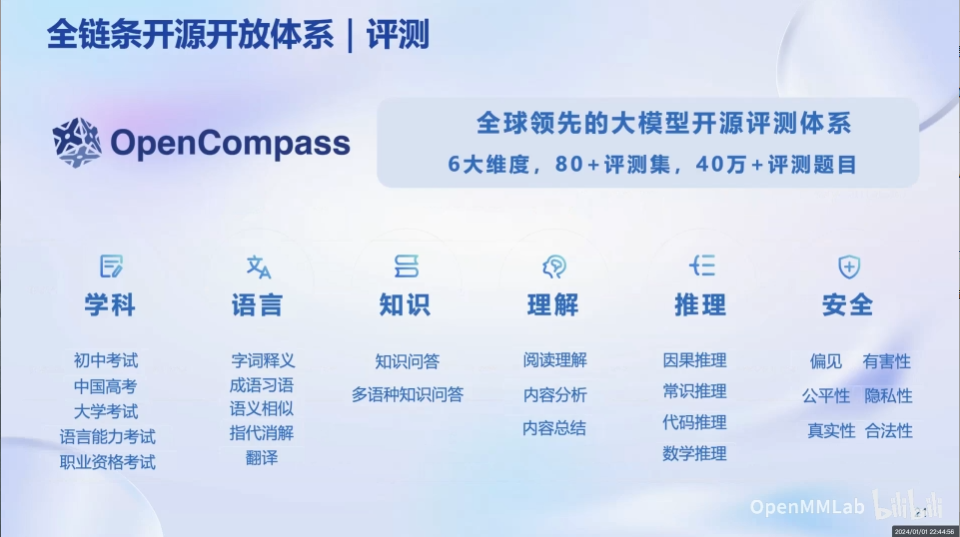 全链条开源开放体系｜评测
OpenCompass
全球领先的大模型开源评测体系
6大维度，80+评测集，40万+评测题目
学科
初中考试
中国高考
大学考试
语言能力考试
职业资格考试
语言
字词释义
成语习语
语义相似
指代消解
翻译
知识
知识问答
多语种知识问答
理解
阅读理解
内容分析
内容总结
推理
因果推理
常识推理
代码推理
数学推理
安全
偏见 有害性
公平性 隐私性
真实性 合法性
OpenMMLab bilibili
2024/01/01 22:44:56